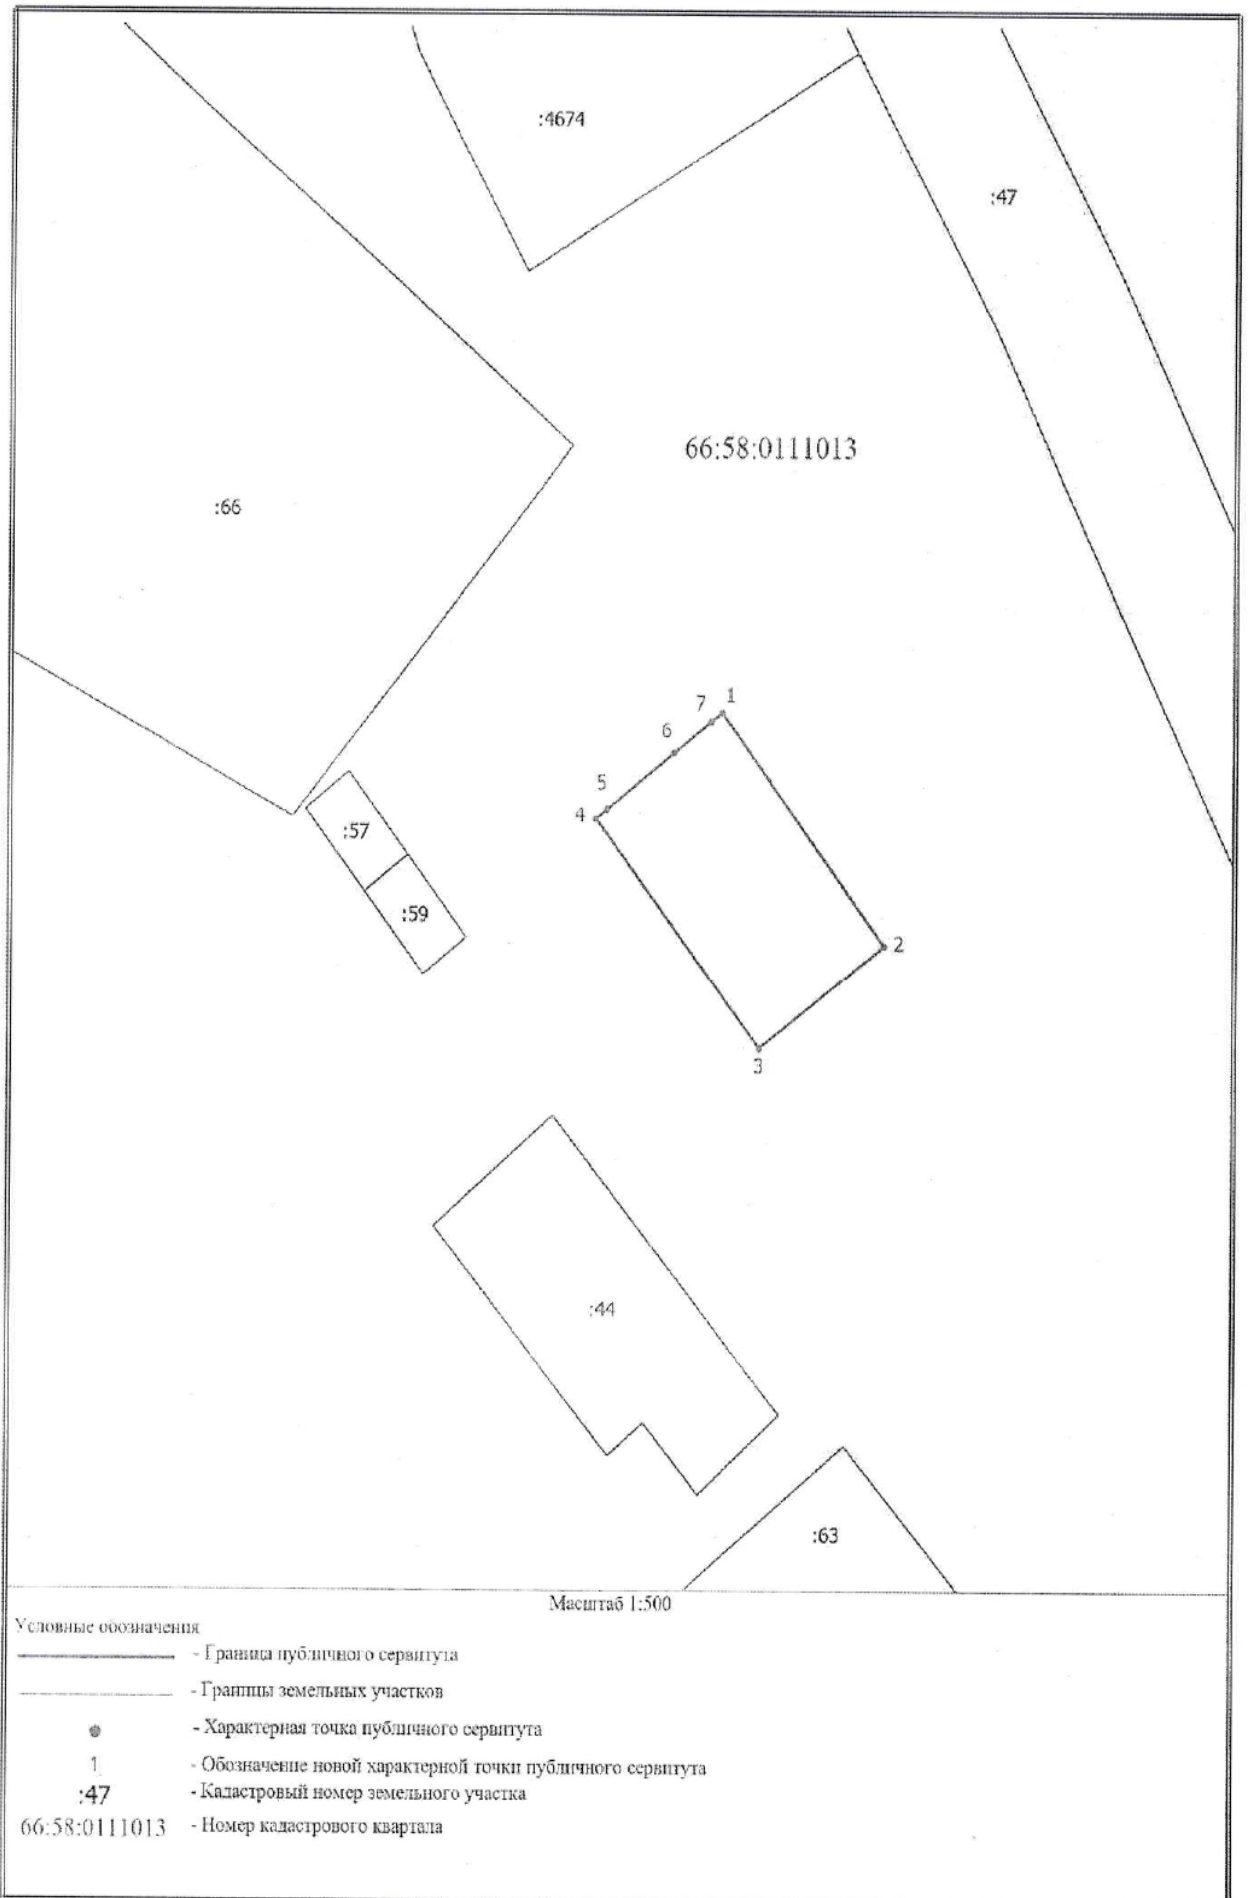 :4674
:47
66:58:0111013
:66
1
7
6
5
4
:57
:59
2
3
:44
:63
Масштаб 1:500
Условные обозначения
- Граница публичного сервитута
- Границы земельных участков
- Характерная точка публичного сервитута
1 - Обозначение новой характерной точки публичного сервитута
:47 - Кадастровый номер земельного участка
66:58:0111013 - Номер кадастрового квартала